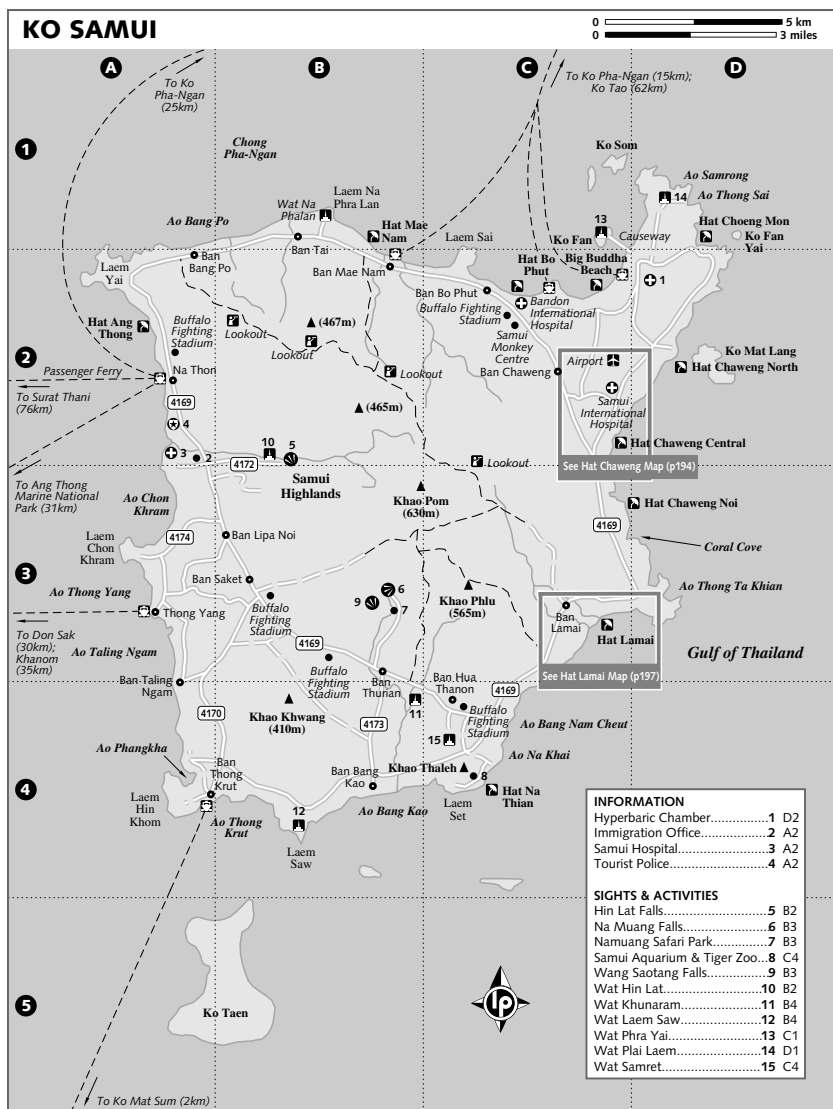 KO SAMUI
0 5 km
0 3 miles
A
B
C
D
1
2
3
4
5
To Ko
Pha-Ngan
(25km)
To Ko Pha-Ngan (15km);
Ko Tao (62km)
Chong
Pha-Ngan
Ko Som
Ao Samrong
14
Ao Thong Sai
Wat Na
Phalan
Laem Na
Phra Lan
Ao Bang Po
Hat Mae
Nam
Laem Sai
13
Ko Fan
Causeway
Hat Choeng Mon
Ko Fan
Yai
Ban Tai
Ban
Bang Po
Ban Mae Nam
Hat Bo
Phut
Big Buddha
Beach
1
Laem
Yai
Ban Bo Phut
Bandon
International
Hospital
Buffalo
Fighting
Stadium
Lookout
(467m)
Lookout
Buffalo Fighting
Stadium
Samui
Monkey
Centre
Hat Ang
Thong
Lookout
Ban Chaweng
Airport
Ko Mat Lang
Hat Chaweng North
Passenger Ferry
Na Thon
To Surat Thani
(76km)
4169
Samui
International
Hospital
(465m)
4
3
2
4172
10
5
Samui
Highlands
Lookout
Hat Chaweng Central
See Hat Chaweng Map (p194)
To Ang Thong
Marine National
Park (31km)
Ao Chon
Khram
Khao Pom
(630m)
Hat Chaweng Noi
4169
Laem
Chon
Khram
4174
Ban Lipa Noi
Coral Cove
Ao Thong Yang
Ban Saket
Buffalo
Fighting
Stadium
6
9
7
Khao Phlu
(565m)
Ao Thong Ta Khian
Thong Yang
Ban
Lamai
Hat Lamai
To Don Sak
(30km);
Khanom
(35km)
Ao Taling Ngam
4169
Buffalo
Fighting
Stadium
Gulf of Thailand
See Hat Lamai Map (p197)
Ban Taling
Ngam
Ban
Thunan
Ban Hua
Thanon
4169
11
Buffalo
Fighting
Stadium
4170
Khao Khwang
(410m)
4173
15
Ao Bang Nam Cheut
Ao Phangkha
Ao Na Khai
Ban
Thong
Krut
Khao Thaleh
8
Ban Bang
Kao
Hat Na
Thian
Laem
Hin
Khom
Ao Thong
Krut
12
Laem
Saw
Ao Bang Kao
Laem
Set
Ko Taen
To Ko Mat Sum (2km)
lp
INFORMATION
Hyperbaric Chamber..............1 D2
Immigration Office................2 A2
Samui Hospital.....................3 A2
Tourist Police.......................4 A2
SIGHTS & ACTIVITIES
Hin Lat Falls..........................5 B2
Na Muang Falls.....................6 B3
Namuang Safari Park.............7 B3
Samui Aquarium & Tiger Zoo...8 C4
Wang Saotang Falls...............9 B3
Wat Hin Lat.........................10 B2
Wat Khunaram....................11 B4
Wat Laem Saw....................12 B4
Wat Phra Yai.......................13 C1
Wat Plai Laem.....................14 D1
Wat Samret.........................15 C4